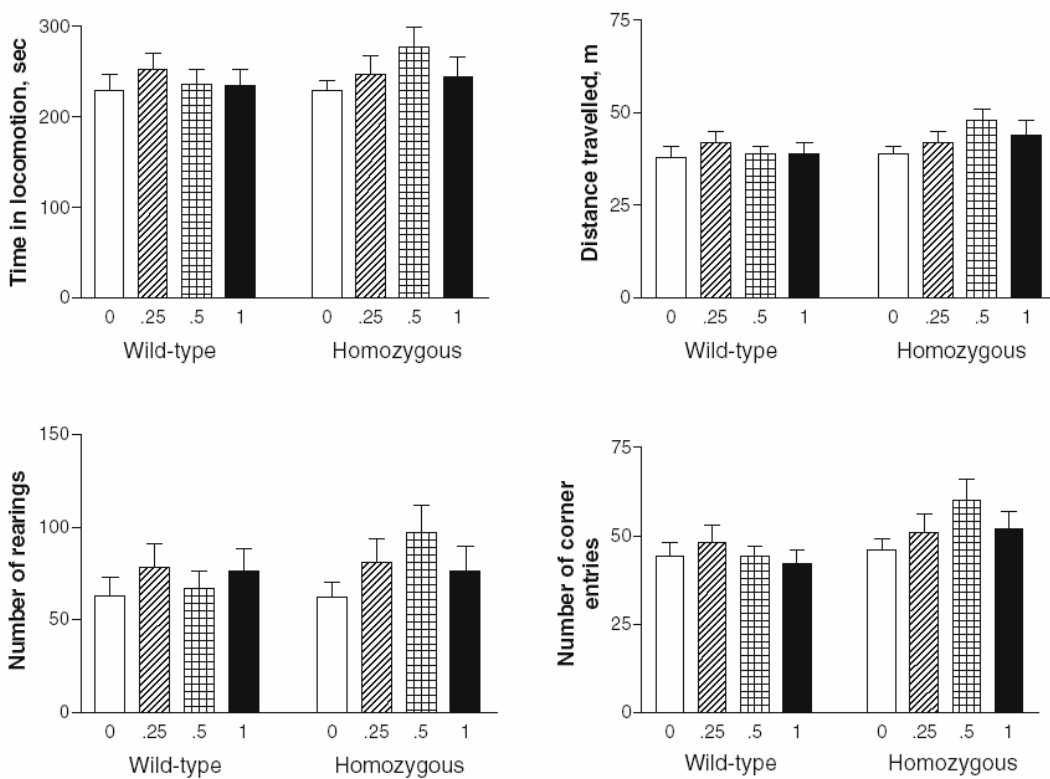 Time in locomotion, sec
300
200
100
0
0 .25 .5 1 0 .25 .5 1
Wild-type Homozygous
Distance travelled, m
75
50
25
0
0 .25 .5 1 0 .25 .5 1
Wild-type Homozygous
Number of rearings
150
100
50
0
0 .25 .5 1 0 .25 .5 1
Wild-type Homozygous
Number of corner
entries
75
50
25
0
0 .25 .5 1 0 .25 .5 1
Wild-type Homozygous